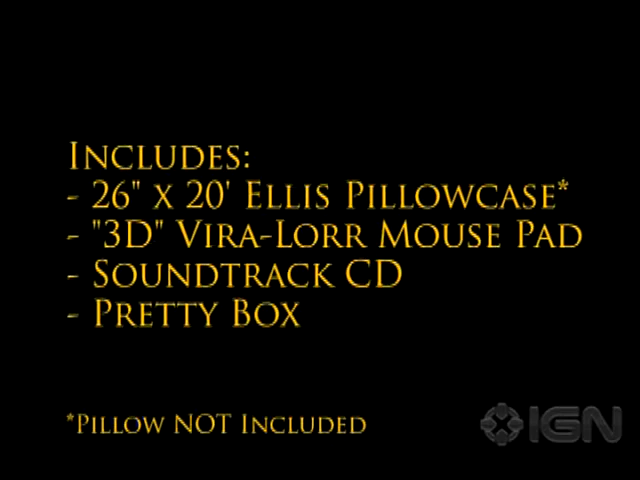 Includes:
- 26" x 20' Ellis Pillowcase*
- "3D" Vira-Lorr Mouse Pad
- Soundtrack CD
- Pretty Box
*Pillow NOT Included
IGN